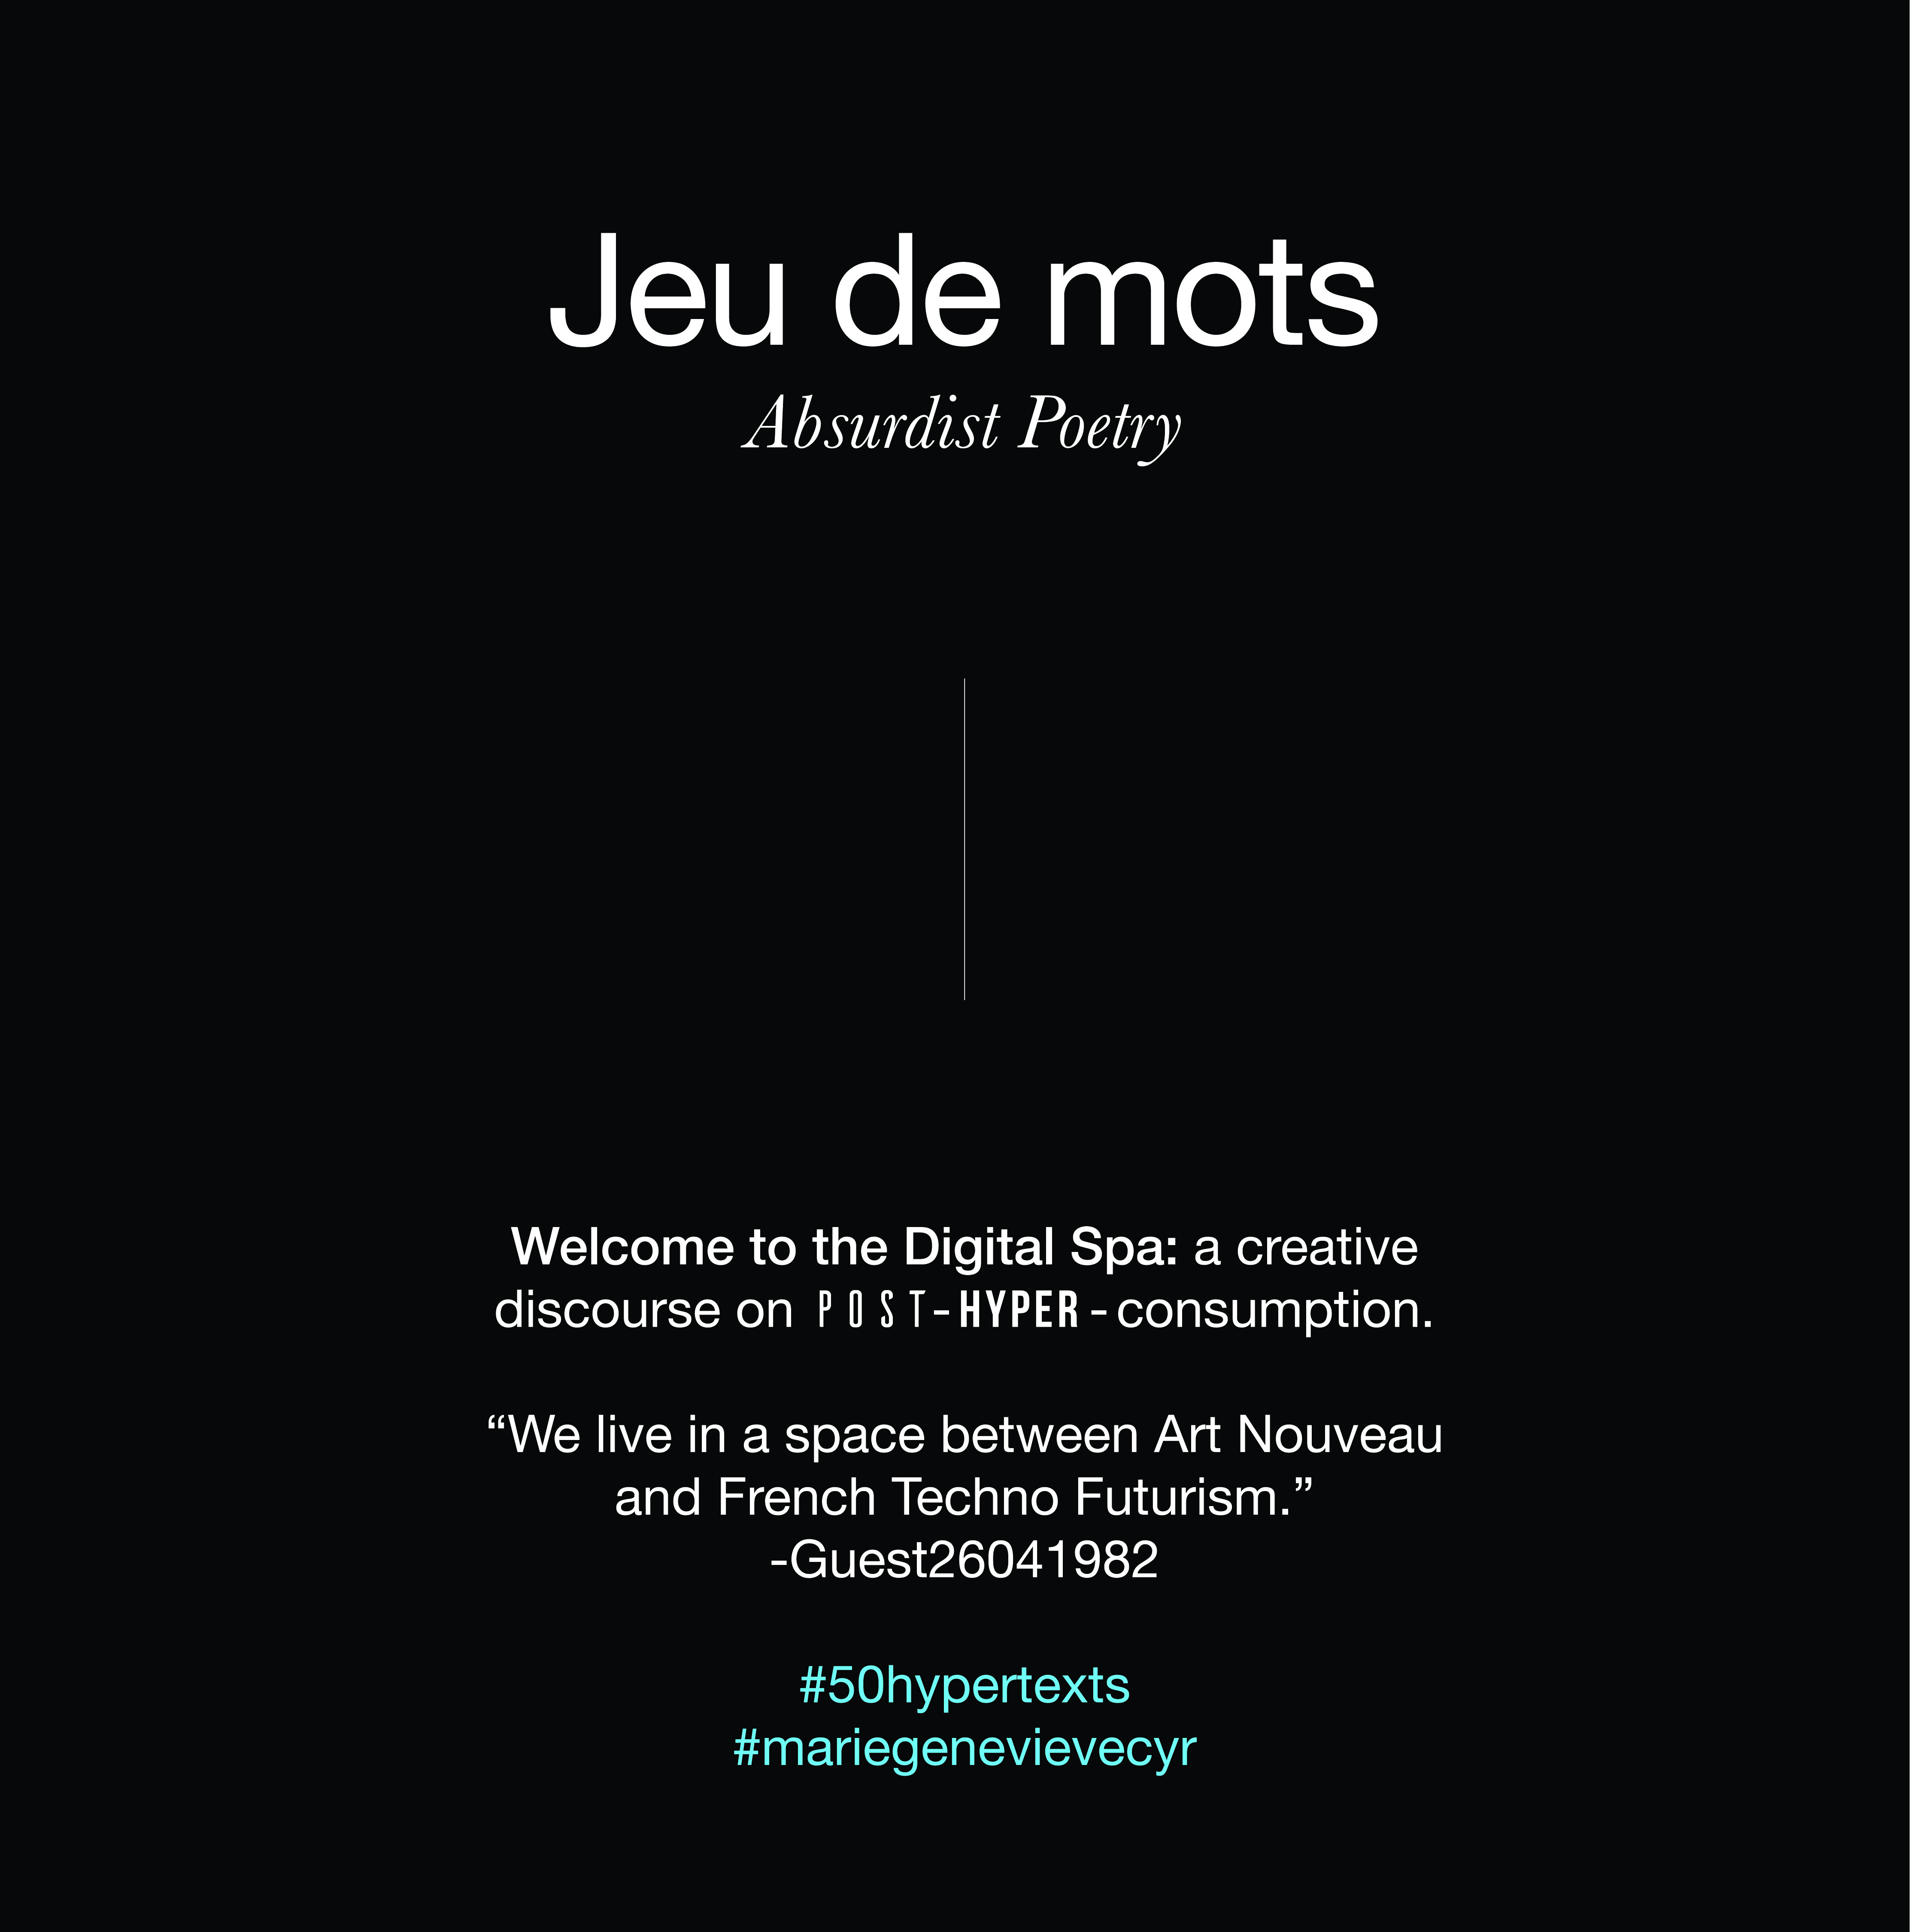 Jeu de mots
Absurdist Poetry
Welcome to the Digital Spa: a creative
discourse on POST-HYPER-consumption.
“We live in a space between Art Nouveau
and French Techno Futurism.”
-Guest26041982
#50hypertexts
#mariegenevievecyr